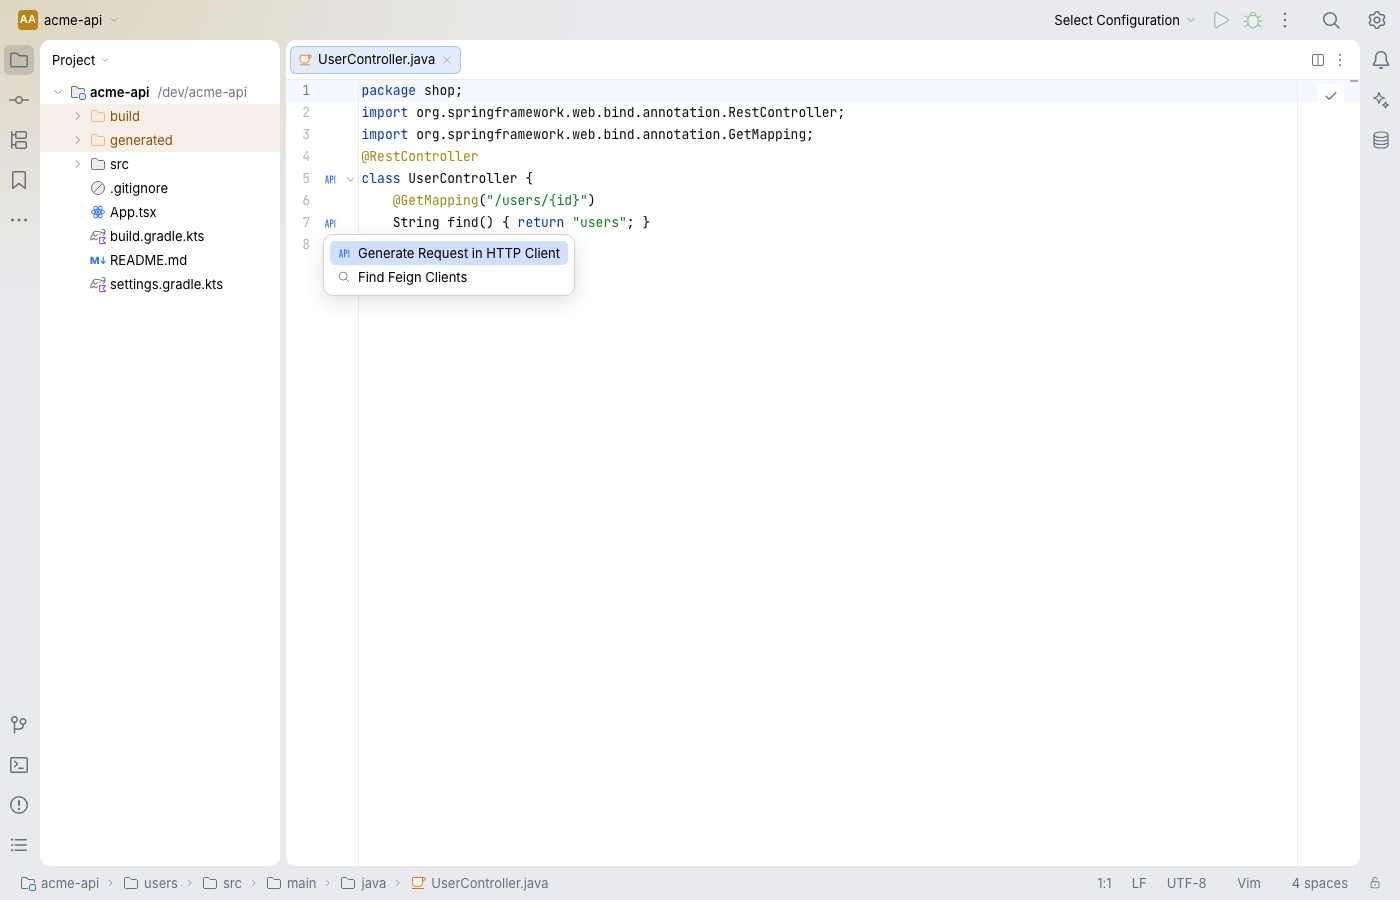 AA acme-api
Select Configuration
Project
UserController.java
acme-api /dev/acme-api
build
generated
src
.gitignore
App.tsx
build.gradle.kts
M↓ README.md
settings.gradle.kts
1 package shop;
2 import org.springframework.web.bind.annotation.RestController;
3 import org.springframework.web.bind.annotation.GetMapping;
4 @RestController
5 API class UserController {
6 @GetMapping("/users/{id}")
7 API String find() { return "users"; }
8
API Generate Request in HTTP Client
Find Feign Clients
acme-api users src main java UserController.java
1:1 LF UTF-8 Vim 4 spaces